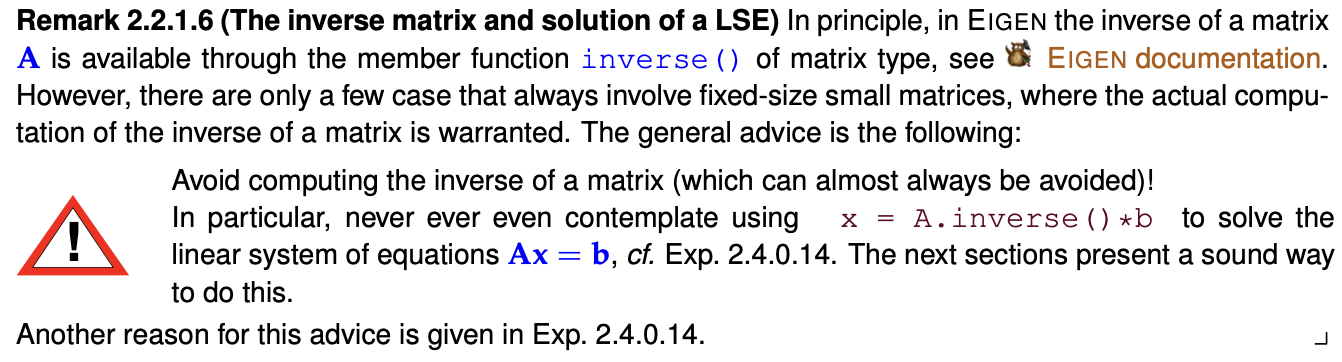 Remark 2.2.1.6 (The inverse matrix and solution of a LSE) In principle, in EIGEN the inverse of a matrix
A is available through the member function inverse() of matrix type, see EIGEN documentation.
However, there are only a few case that always involve fixed-size small matrices, where the actual compu-
tation of the inverse of a matrix is warranted. The general advice is the following:
Avoid computing the inverse of a matrix (which can almost always be avoided)!
In particular, never ever even contemplate using x = A.inverse()*b to solve the
linear system of equations Ax = b, cf. Exp. 2.4.0.14. The next sections present a sound way
to do this.
Another reason for this advice is given in Exp. 2.4.0.14.